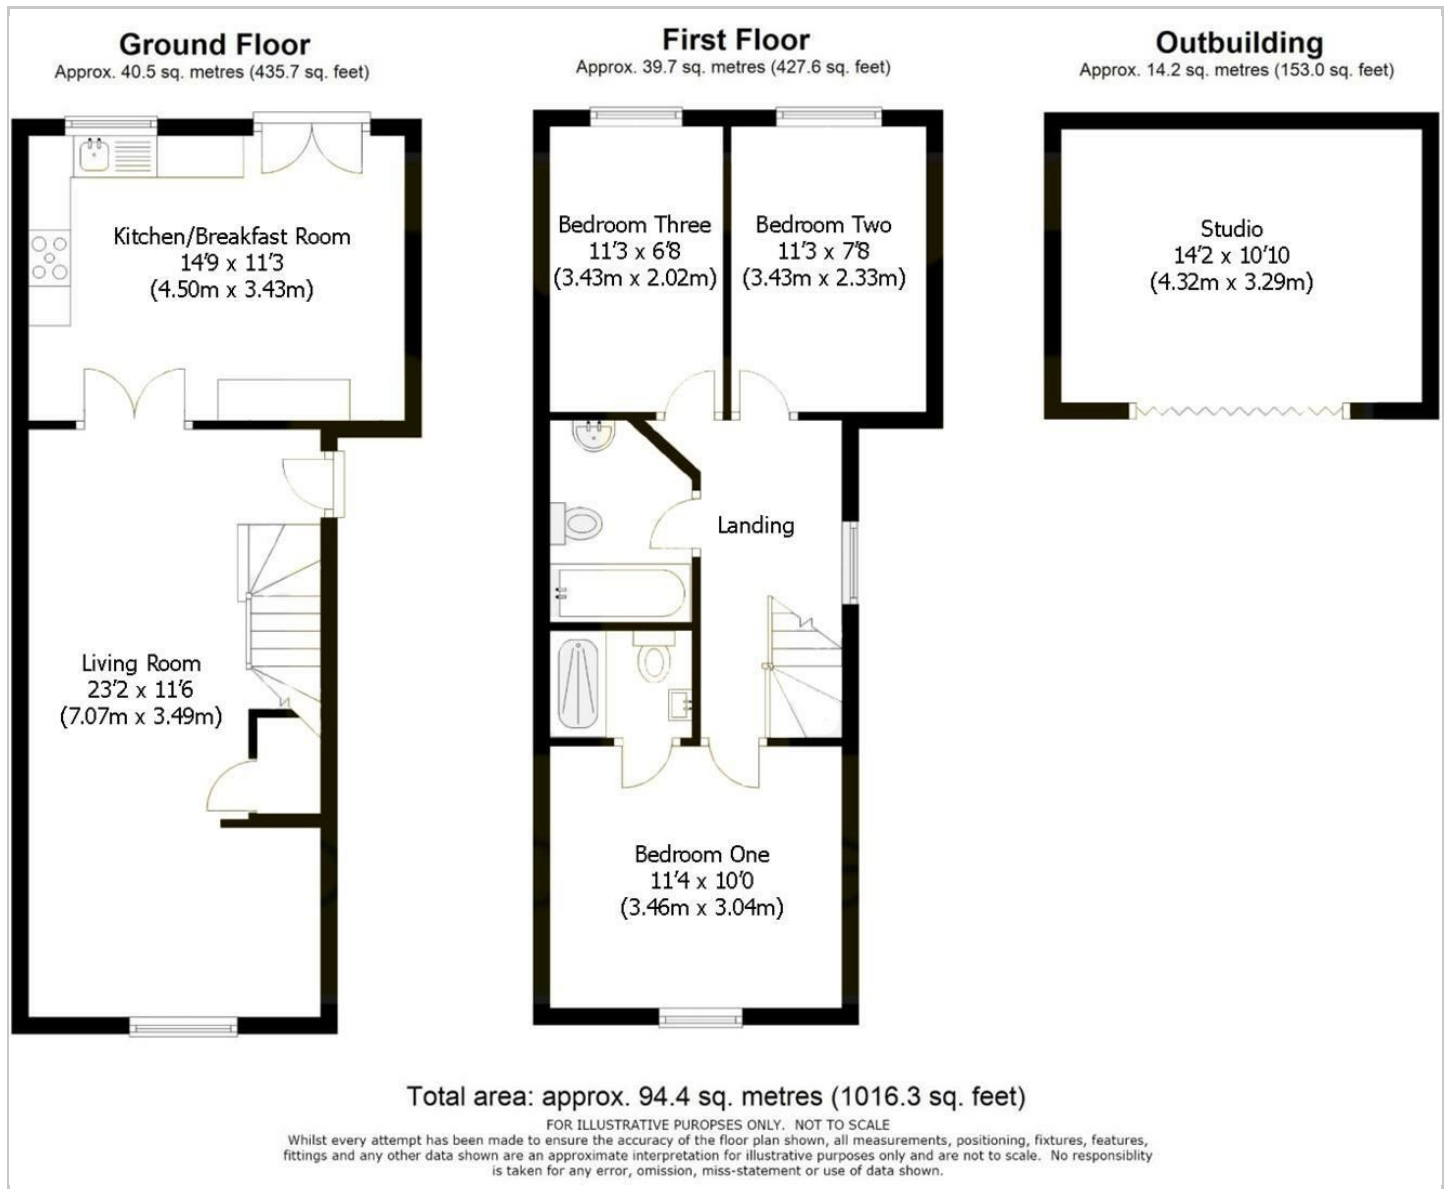 Ground Floor
Approx. 40.5 sq. metres (435.7 sq. feet)
First Floor
Approx. 39.7 sq. metres (427.6 sq. feet)
Outbuilding
Approx. 14.2 sq. metres (153.0 sq. feet)
Kitchen/Breakfast Room
14'9 x 11'3
(4.50m x 3.43m)
Living Room
23'2 x 11'6
(7.07m x 3.49m)
Bedroom Three
11'3 x 6'8
(3.43m x 2.02m)
Bedroom Two
11'3 x 7'8
(3.43m x 2.33m)
Landing
Bedroom One
11'4 x 10'0
(3.46m x 3.04m)
Studio
14'2 x 10'10
(4.32m x 3.29m)
Total area: approx. 94.4 sq. metres (1016.3 sq. feet)
FOR ILLUSTRATIVE PUROPSES ONLY. NOT TO SCALE
Whilst every attempt has been made to ensure the accuracy of the floor plan shown, all measurements, positioning, fixtures, features,
fittings and any other data shown are an approximate interpretation for illustrative purposes only and are not to scale. No responsiblity
is taken for any error, omission, miss-statement or use of data shown.